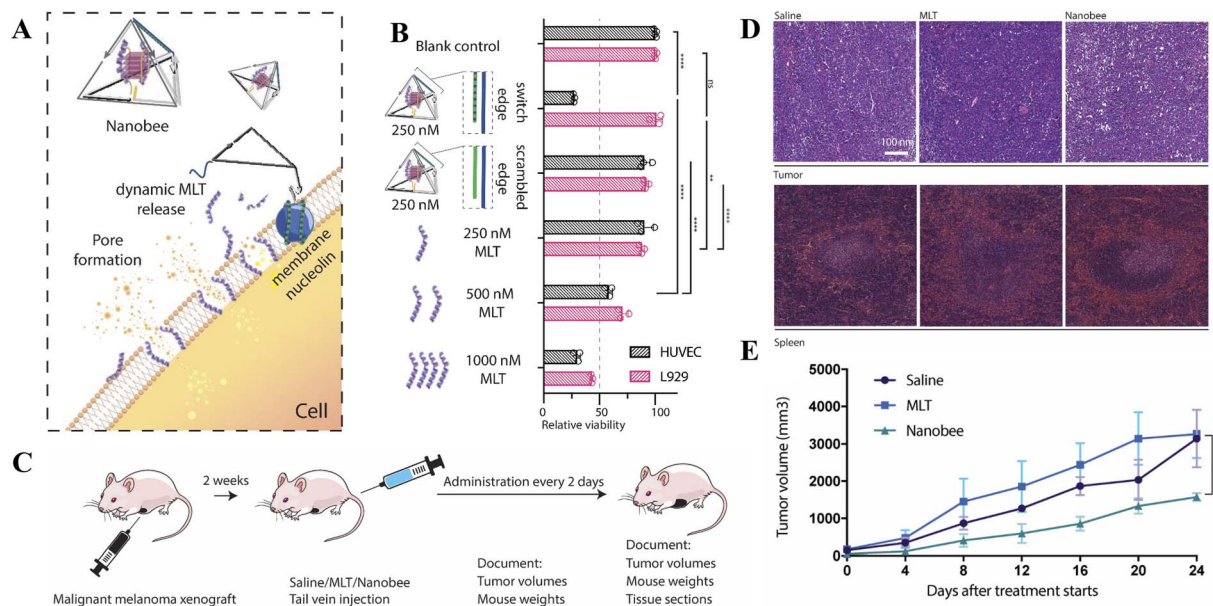 A
Nanobee
dynamic MLT
release
Pore
formation
membrane
nucleolin
Cell
B
Blank control
250 nM
switch
edge
250 nM
scrambled
edge
250 nM
MLT
500 nM
MLT
1000 nM
MLT
HUVEC
L929
0 50 100
Relative viability
****
ns
****
**
****
****
C
2 weeks
Administration every 2 days
Malignant melanoma xenograft
Saline/MLT/Nanobee
Tail vein injection
Document:
Tumor volumes
Mouse weights
Document:
Tumor volumes
Mouse weights
Tissue sections
D
Saline
MLT
Nanobee
100 nm
Tumor
Spleen
E
Saline
MLT
Nanobee
Tumor volume (mm3)
5000
4000
3000
2000
1000
0
0 4 8 12 16 20 24
Days after treatment starts